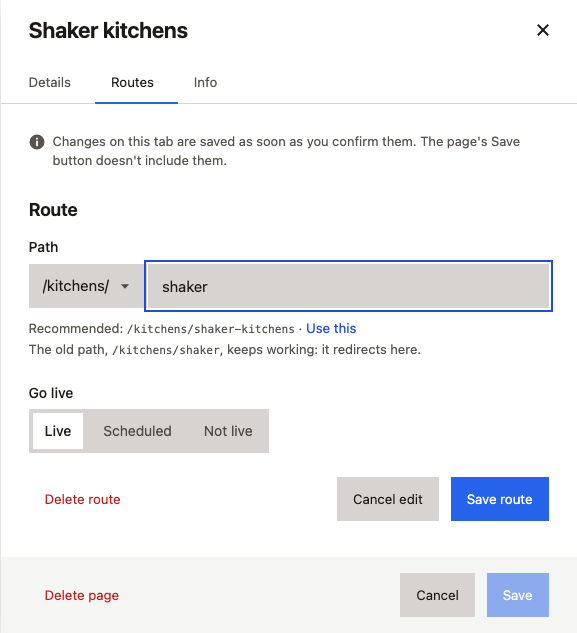 Shaker kitchens
Details Routes Info
Changes on this tab are saved as soon as you confirm them. The page's Save
button doesn't include them.
Route
Path
/kitchens/ shaker
Recommended: /kitchens/shaker-kitchens · Use this
The old path, /kitchens/shaker, keeps working: it redirects here.
Go live
Live Scheduled Not live
Delete route Cancel edit Save route
Delete page Cancel Save